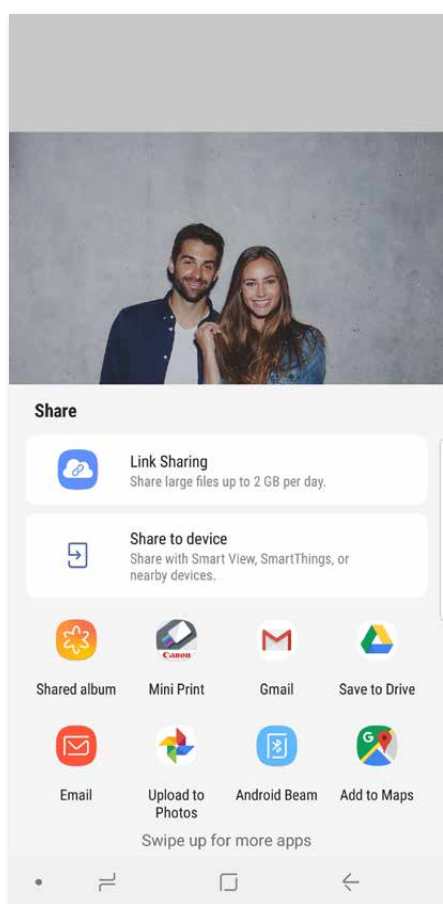 Share
Link Sharing
Share large files up to 2 GB per day.
Share to device
Share with Smart View, SmartThings, or
nearby devices.
Canon
Shared album
Mini Print
Gmail
Save to Drive
G
Email
Upload to
Photos
Android Beam
Add to Maps
Swipe up for more apps